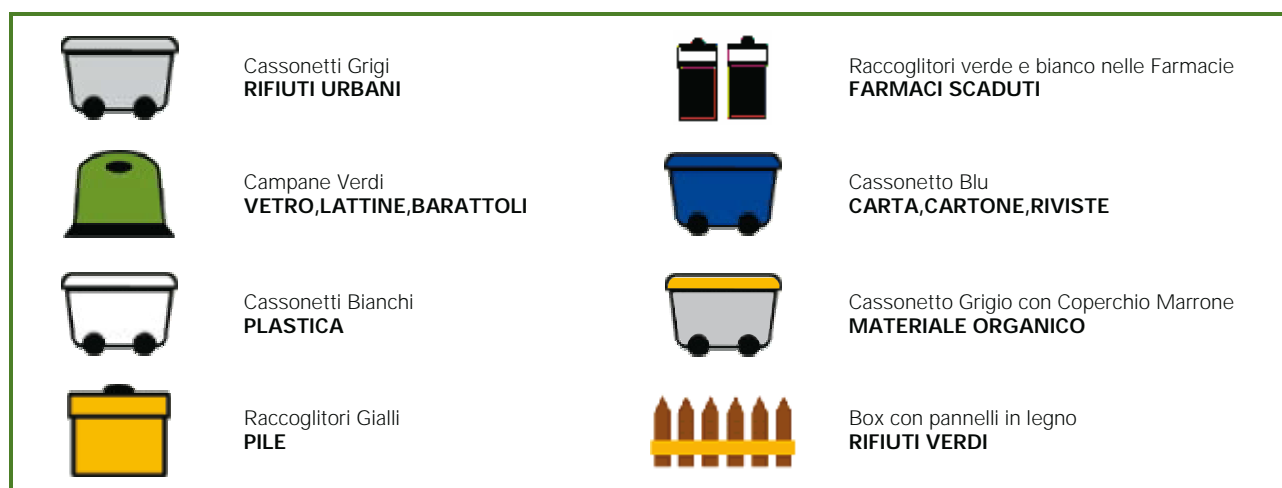 Cassonetti Grigi
RIFIUTI URBANI
Raccoglitori verde e bianco nelle Farmacie
FARMACI SCADUTI
Campane Verdi
VETRO,LATTINE,BARATTOLI
Cassonetto Blu
CARTA,CARTONE,RIVISTE
Cassonetti Bianchi
PLASTICA
Cassonetto Grigio con Coperchio Marrone
MATERIALE ORGANICO
Raccoglitori Gialli
PILE
Box con pannelli in legno
RIFIUTI VERDI